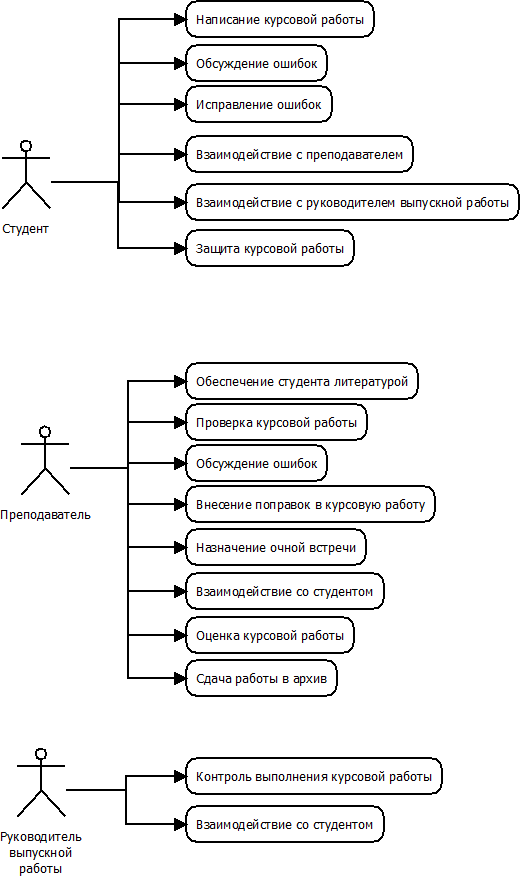 Написание курсовой работы
Обсуждение ошибок
Исправление ошибок
Взаимодействие с преподавателем
Взаимодействие с руководителем выпускной работы
Студент
Защита курсовой работы
Обеспечение студента литературой
Проверка курсовой работы
Обсуждение ошибок
Внесение поправок в курсовую работу
Преподаватель
Назначение очной встречи
Взаимодействие со студентом
Оценка курсовой работы
Сдача работы в архив
Контроль выполнения курсовой работы
Взаимодействие со студентом
Руководитель
выпускной
работы